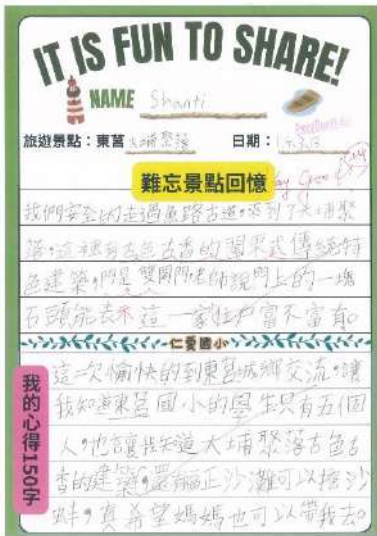 IT IS FUN TO SHARE!
NAME Shanti
旅遊景點：東莒大埔聚落 日期：
難忘景點回憶
我們安全的走過魚路古道，來到了大埔聚
落，這裡有古色古香的閩東式傳統特
色建築，門是雙開門，老師說門上的一塊
石頭能表示這一家住戶富不富有。
仁愛國小
我的心得150字
這一次愉快的到東莒城鄉交流，讓
我知道東莒國小的學生只有五個
人，也讓我知道大埔聚落古色古
香的建築，還有福正沙灘可以撿沙
蚌，真希望媽媽也可以帶我去。